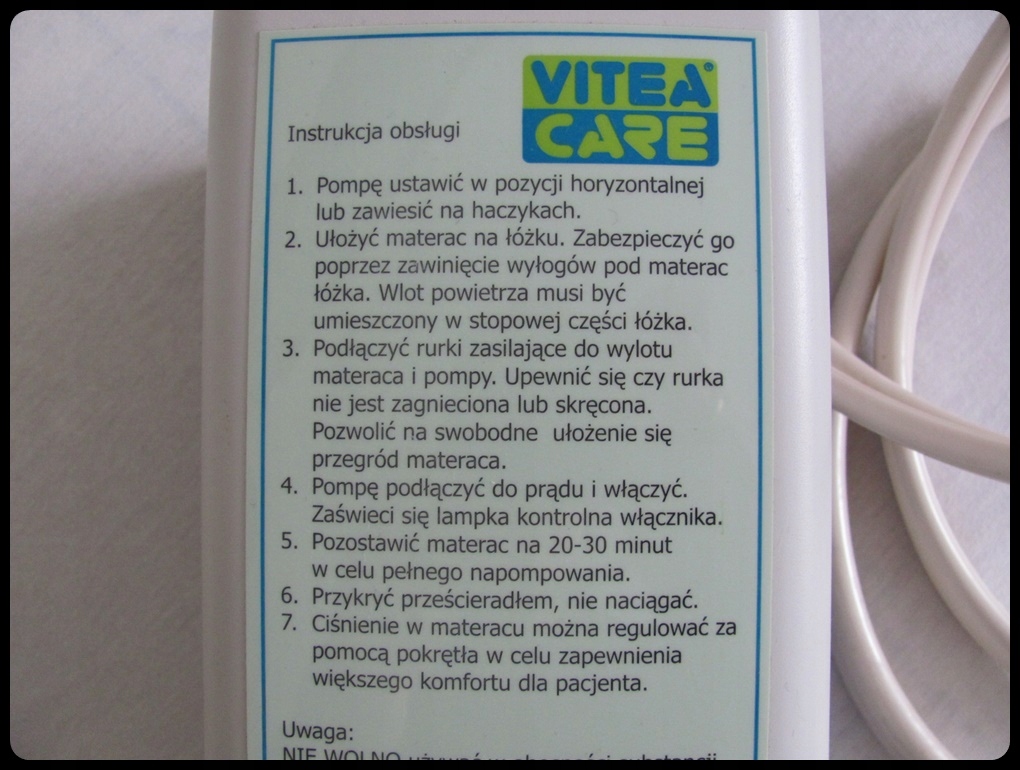 VITEA®
CARE
Instrukcja obsługi
1. Pompę ustawić w pozycji horyzontalnej
lub zawiesić na haczykach.
2. Ułożyć materac na łóżku. Zabezpieczyć go
poprzez zawinięcie wyłogów pod materac
łóżka. Wlot powietrza musi być
umieszczony w stopowej części łóżka.
3. Podłączyć rurki zasilające do wylotu
materaca i pompy. Upewnić się czy rurka
nie jest zagnieciona lub skręcona.
Pozwolić na swobodne ułożenie się
przegród materaca.
4. Pompę podłączyć do prądu i włączyć.
Zaświeci się lampka kontrolna włącznika.
5. Pozostawić materac na 20-30 minut
w celu pełnego napompowania.
6. Przykryć prześcieradłem, nie naciągać.
7. Ciśnienie w materacu można regulować za
pomocą pokrętła w celu zapewnienia
większego komfortu dla pacjenta.
Uwaga:
NIE WOLNO używać w obecności substancji